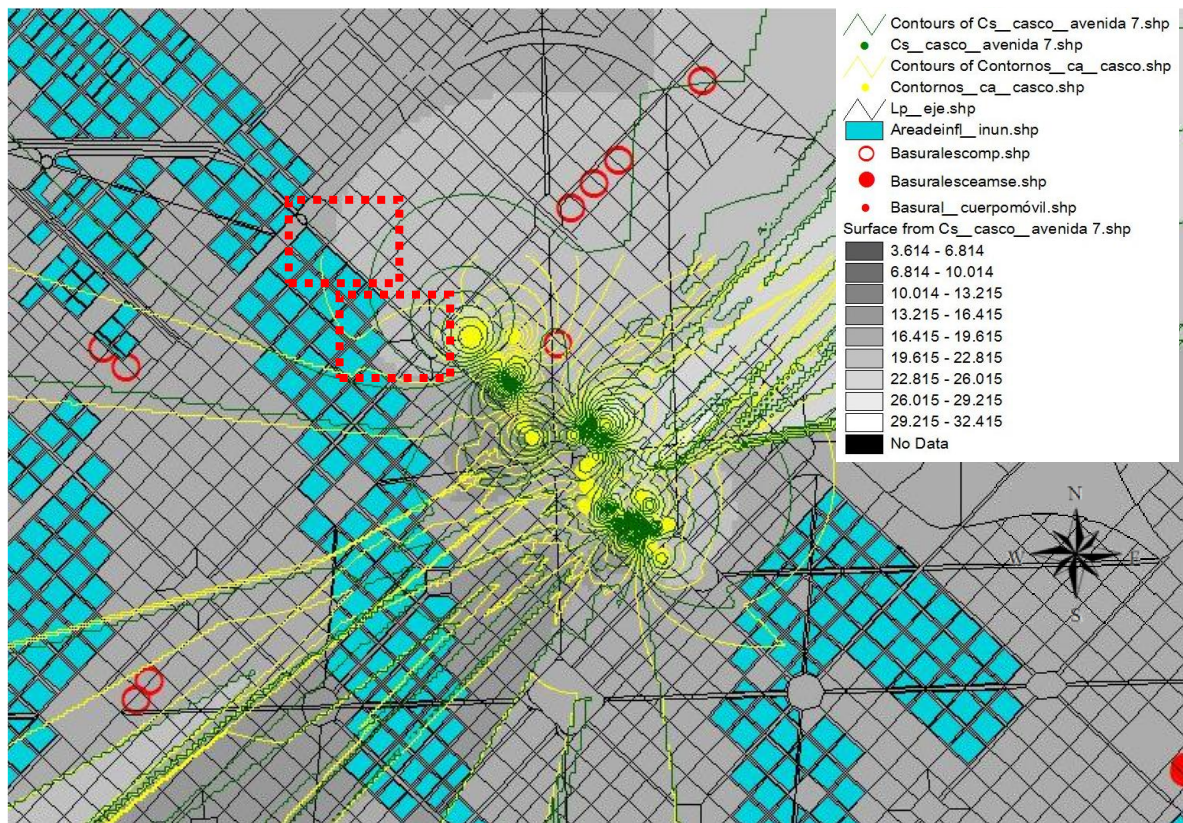 Contours of Cs__casco__avenida 7.shp
Cs__casco__avenida 7.shp
Contours of Contornos__ca__casco.shp
Contornos__ca__casco.shp
Lp__eje.shp
Areadeinfl__inun.shp
Basuralescomp.shp
Basuralesceamse.shp
Basural__cuerpomóvil.shp
Surface from Cs__casco__avenida 7.shp
3.614 - 6.814
6.814 - 10.014
10.014 - 13.215
13.215 - 16.415
16.415 - 19.615
19.615 - 22.815
22.815 - 26.015
26.015 - 29.215
29.215 - 32.415
No Data
N
W E
S